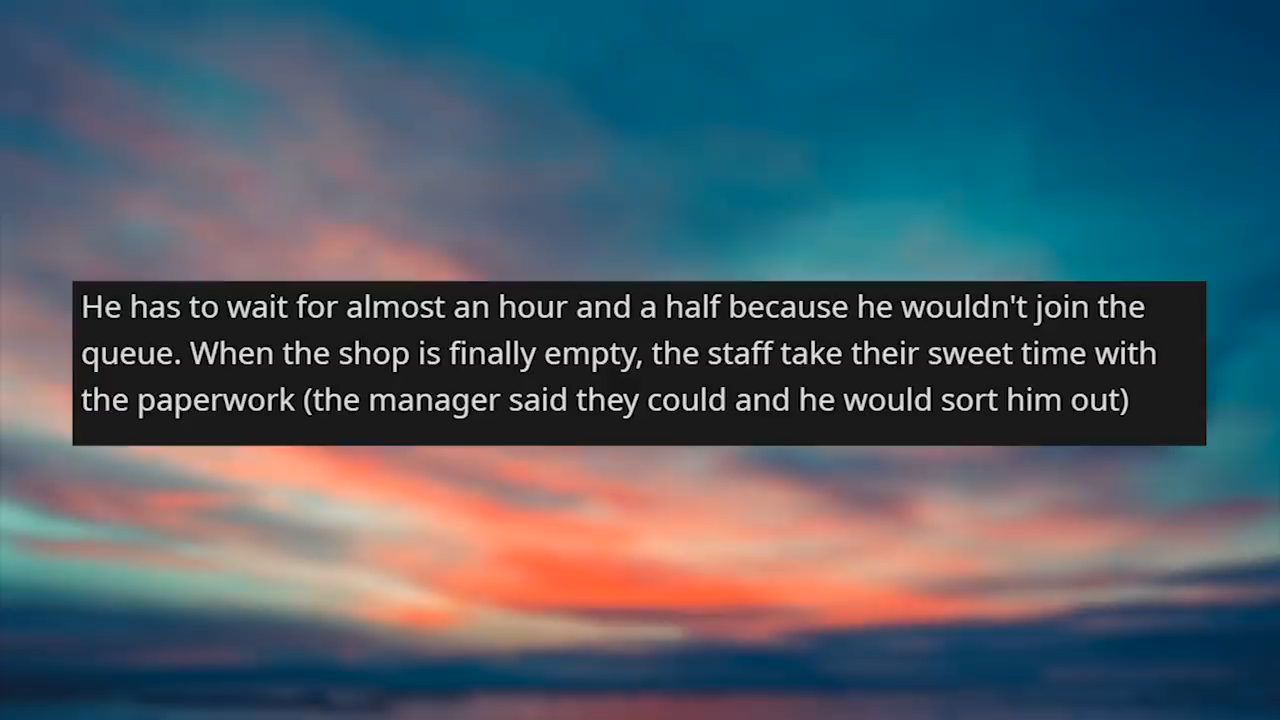 He has to wait for almost an hour and a half because he wouldn't join the
queue. When the shop is finally empty, the staff take their sweet time with
the paperwork (the manager said they could and he would sort him out)